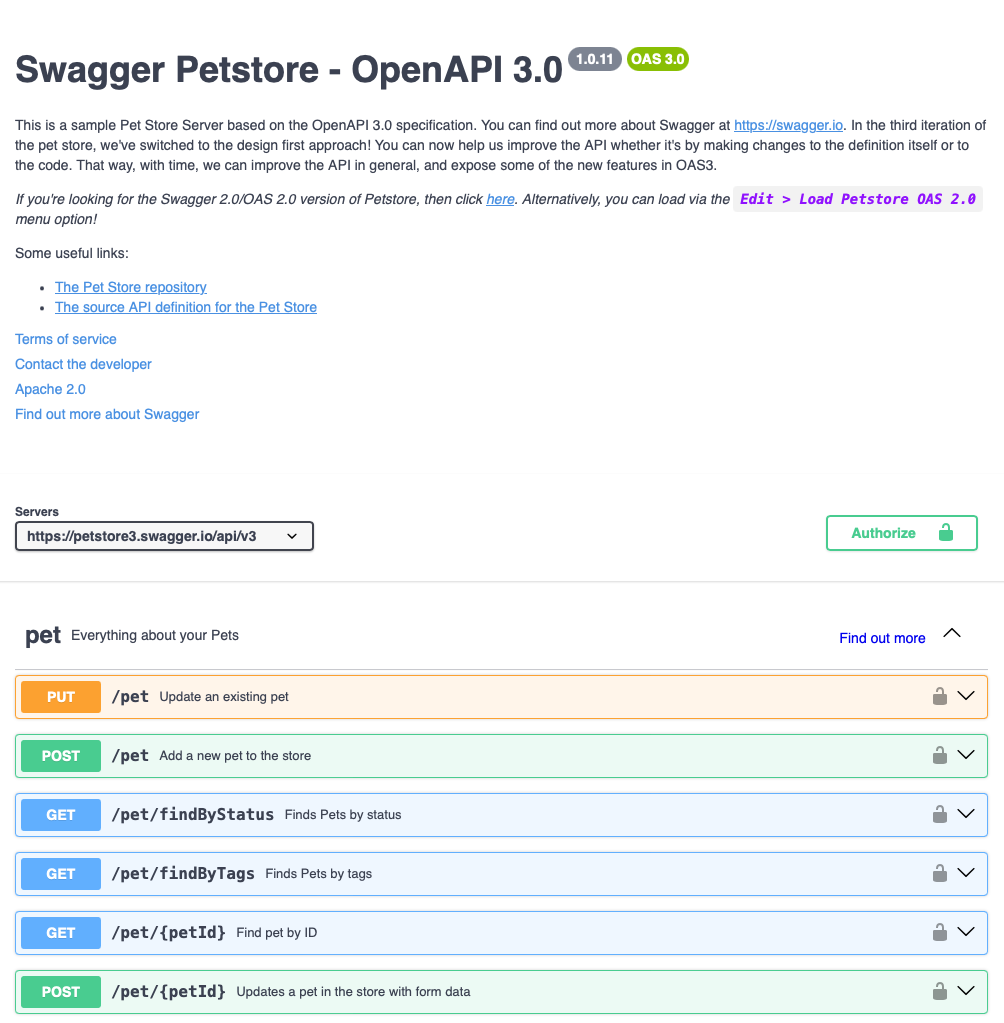 Swagger Petstore - OpenAPI 3.0 1.0.11 OAS 3.0
This is a sample Pet Store Server based on the OpenAPI 3.0 specification. You can find out more about Swagger at https://swagger.io. In the third iteration of
the pet store, we've switched to the design first approach! You can now help us improve the API whether it's by making changes to the definition itself or to
the code. That way, with time, we can improve the API in general, and expose some of the new features in OAS3.
If you're looking for the Swagger 2.0/OAS 2.0 version of Petstore, then click here. Alternatively, you can load via the Edit > Load Petstore OAS 2.0
menu option!
Some useful links:
• The Pet Store repository
• The source API definition for the Pet Store
Terms of service
Contact the developer
Apache 2.0
Find out more about Swagger
Servers
https://petstore3.swagger.io/api/v3
Authorize
pet Everything about your Pets Find out more
PUT /pet Update an existing pet
POST /pet Add a new pet to the store
GET /pet/findByStatus Finds Pets by status
GET /pet/findByTags Finds Pets by tags
GET /pet/{petId} Find pet by ID
POST /pet/{petId} Updates a pet in the store with form data